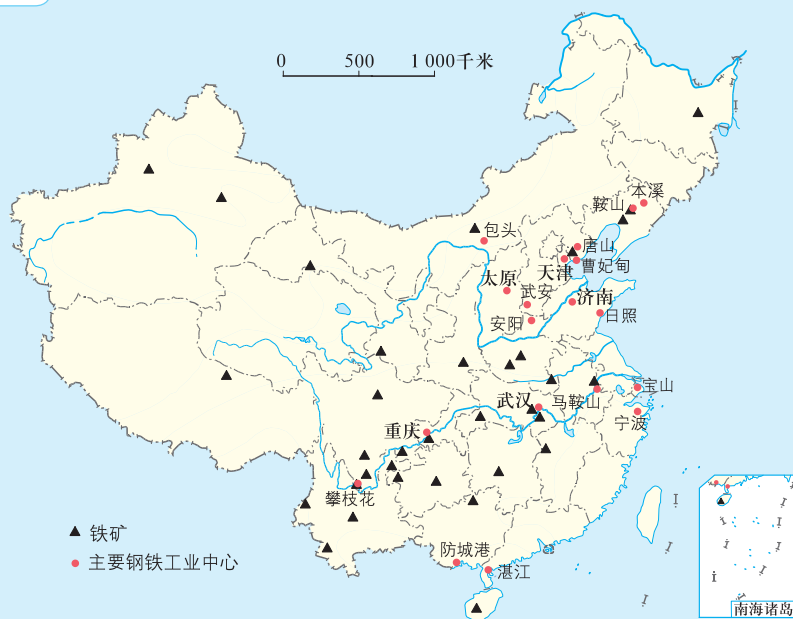 0 500 1 000千米
本溪
鞍山
包头
唐山
天津
曹妃甸
太原
武安
济南
安阳
日照
宝山
武汉
马鞍山
宁波
重庆
攀枝花
铁矿
防城港
主要钢铁工业中心
湛江
南海诸岛